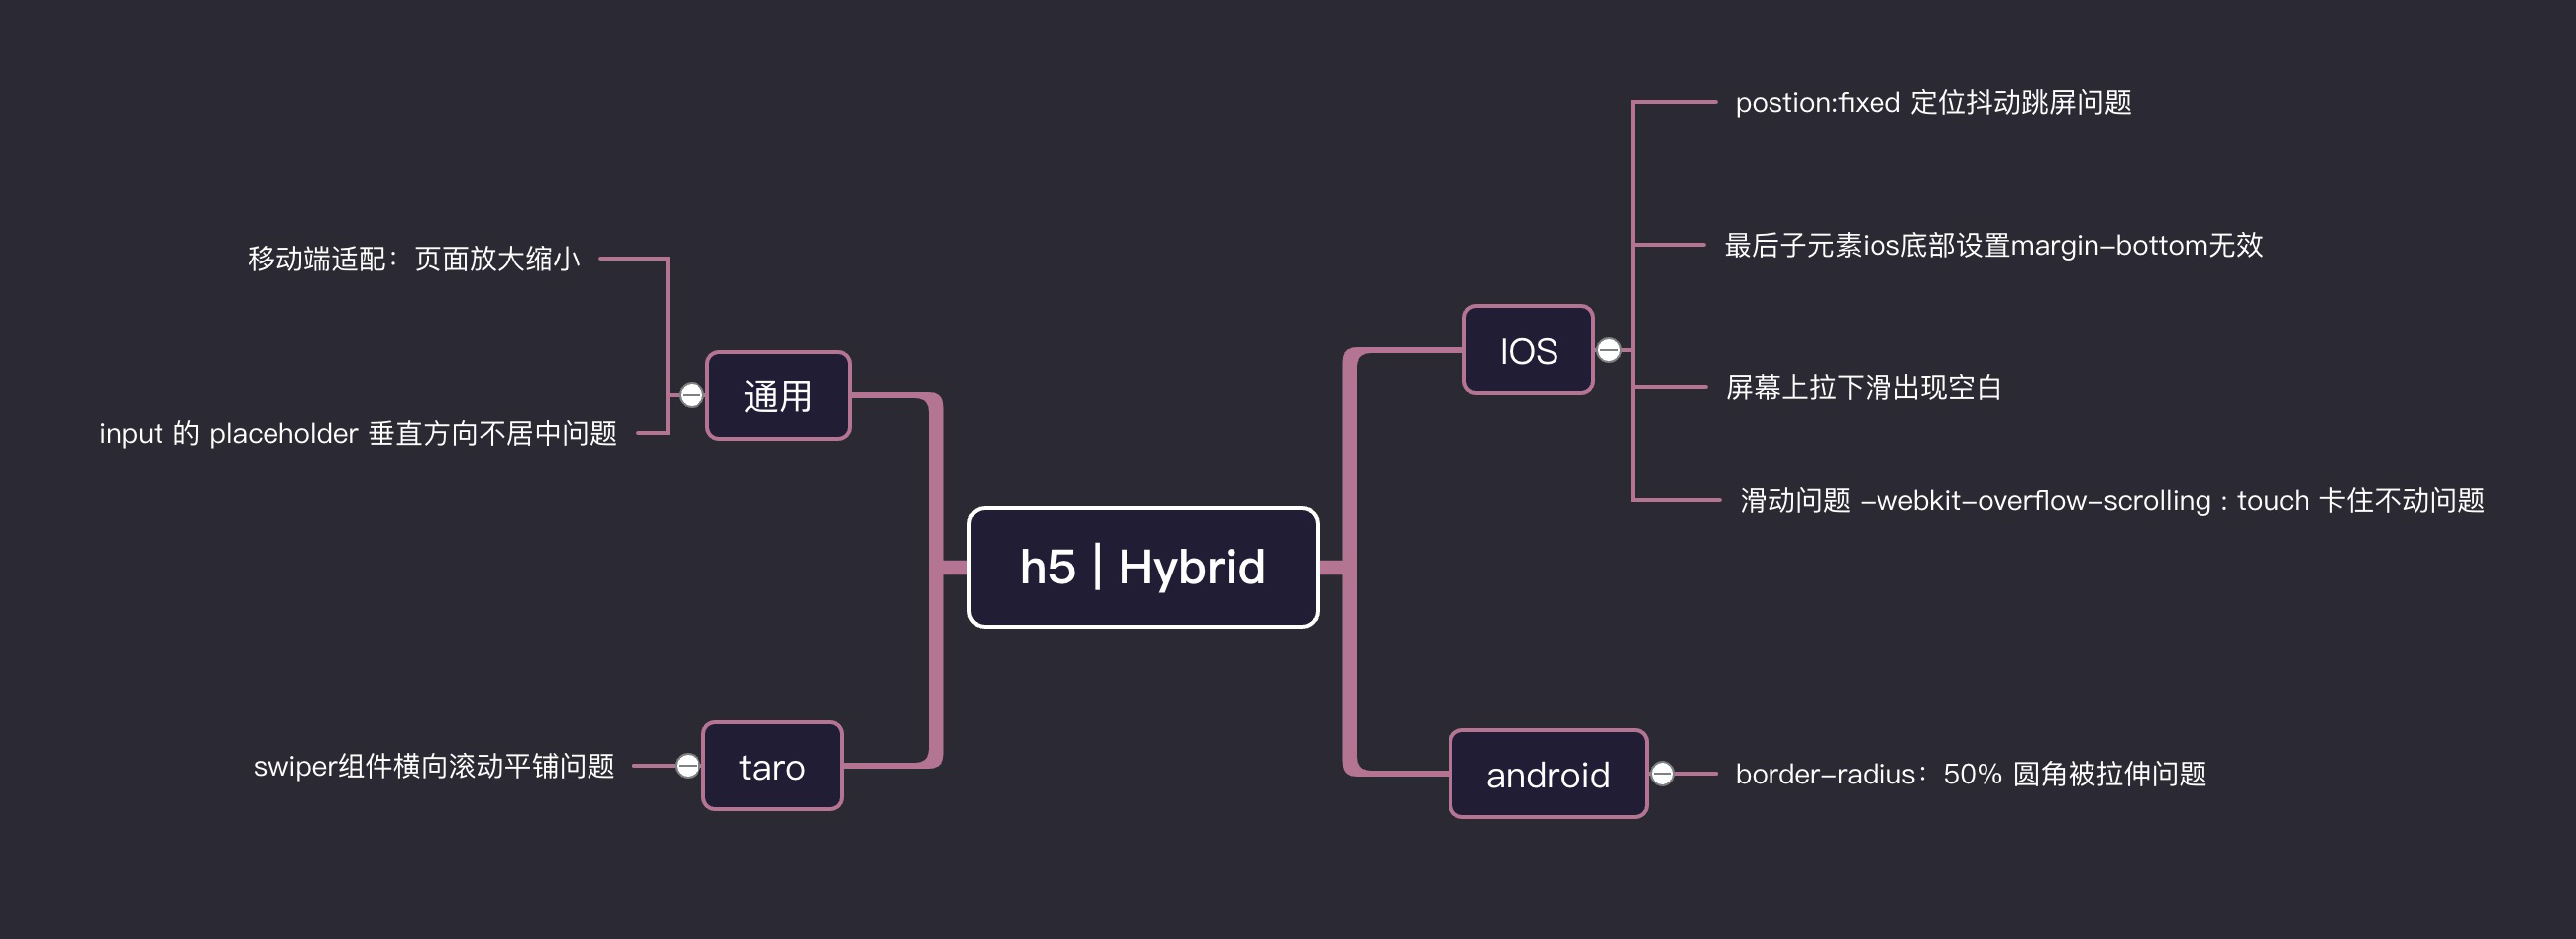 postion:fixed 定位抖动跳屏问题
移动端适配：页面放大缩小
最后子元素ios底部设置margin-bottom无效
IOS
通用
屏幕上拉下滑出现空白
input 的 placeholder 垂直方向不居中问题
滑动问题 -webkit-overflow-scrolling : touch 卡住不动问题
h5 | Hybrid
swiper组件横向滚动平铺问题
taro
android
border-radius：50% 圆角被拉伸问题